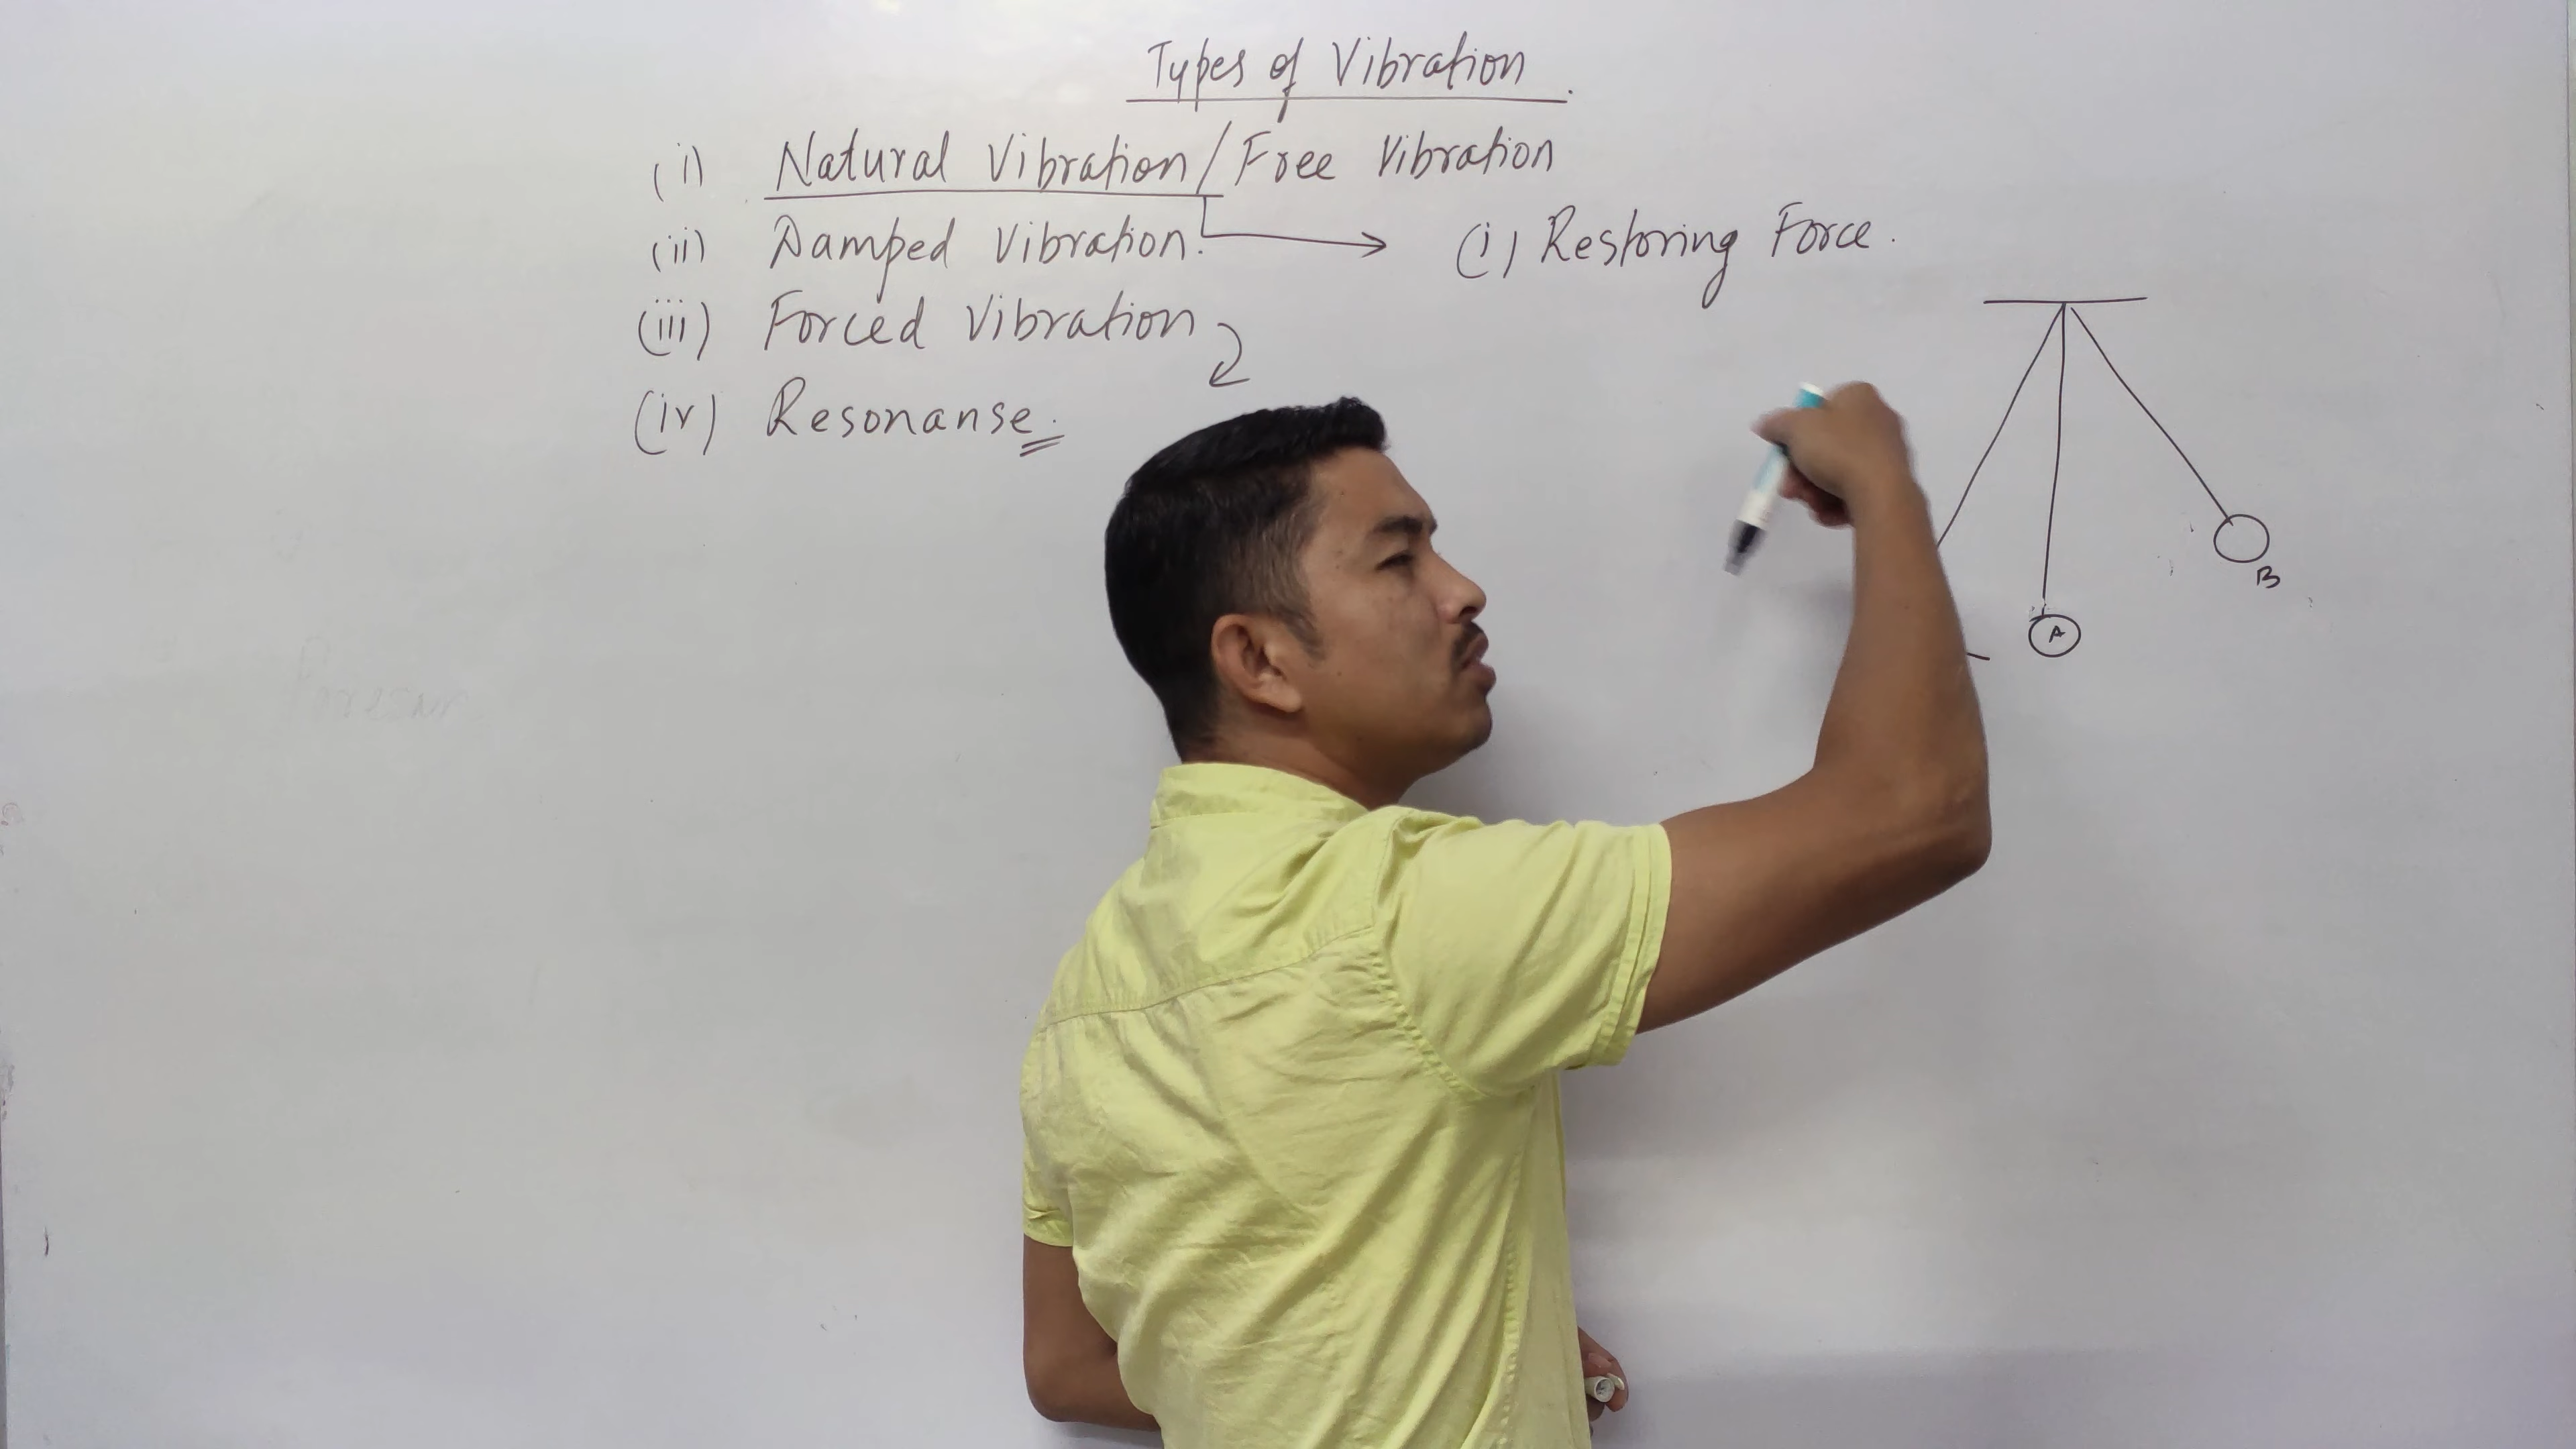 Types of Vibration.
(i) Natural Vibration / Free Vibration
(ii) Damped Vibration.
(i) Restoring Force.
(iii) Forced Vibration
(iv) Resonanse.
A
B